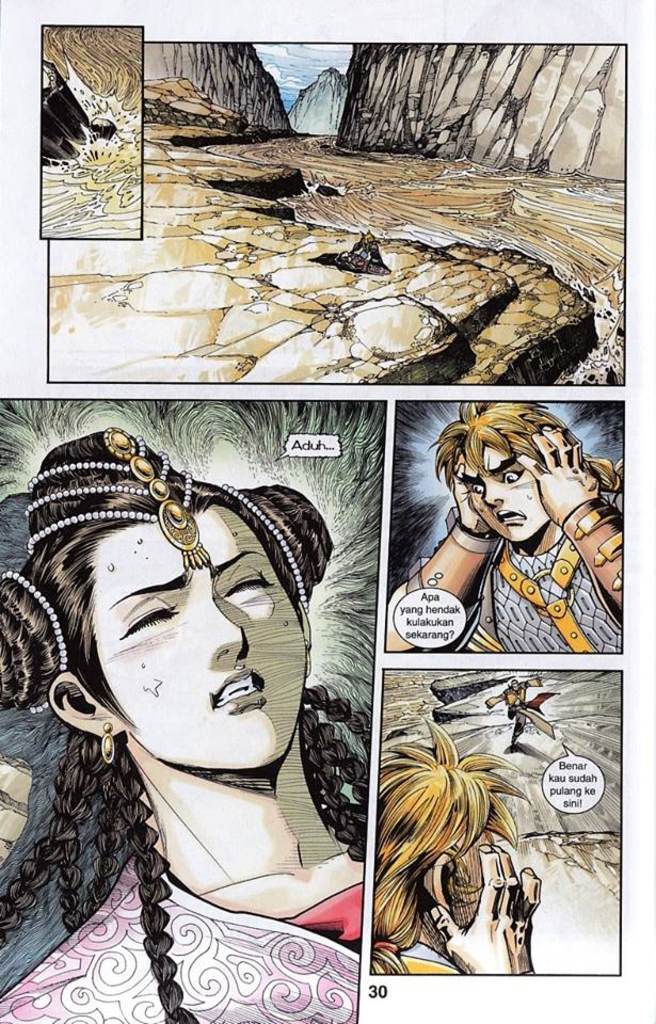 Aduh...
Apa
yang hendak
kulakukan
sekarang?
Benar
kau sudah
pulang ke
sini!
30